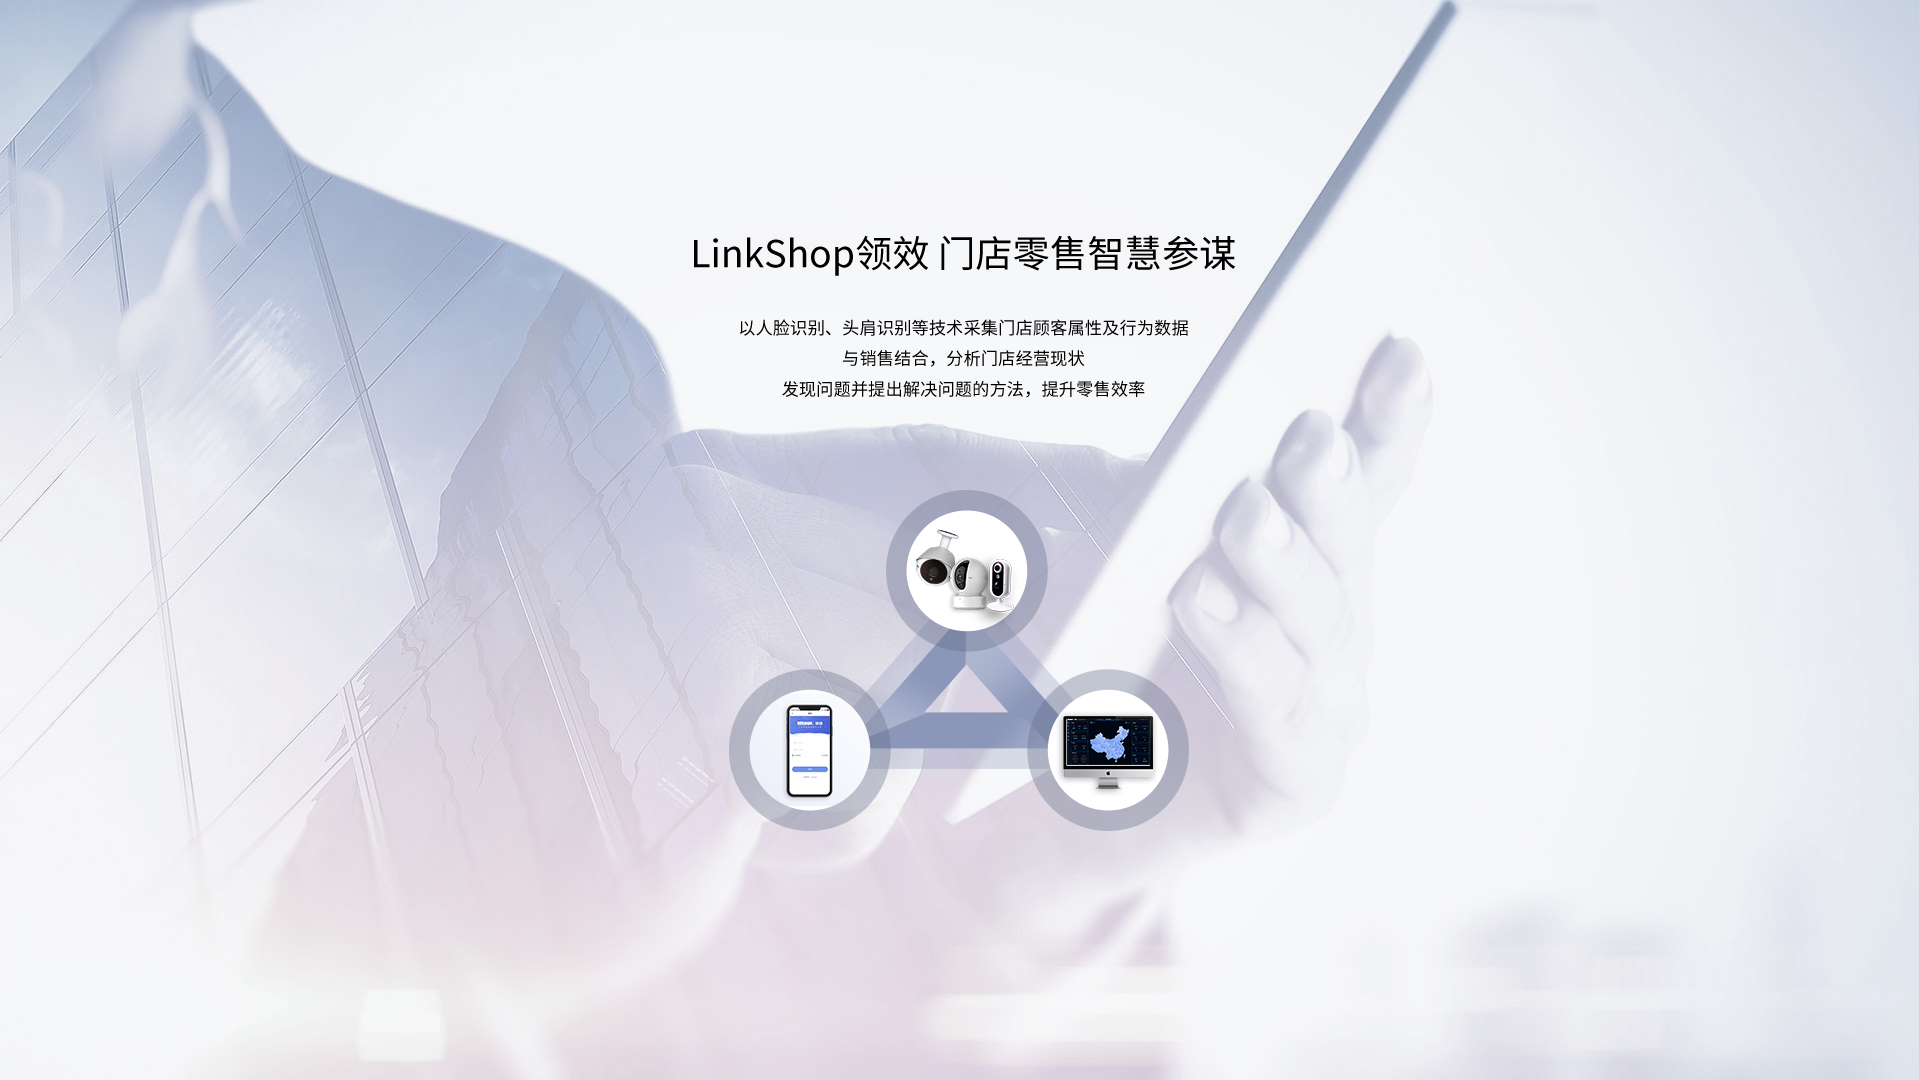 LinkShop领效 门店零售智慧参谋
以人脸识别、头肩识别等技术采集门店顾客属性及行为数据
与销售结合，分析门店经营现状
发现问题并提出解决问题的方法，提升零售效率